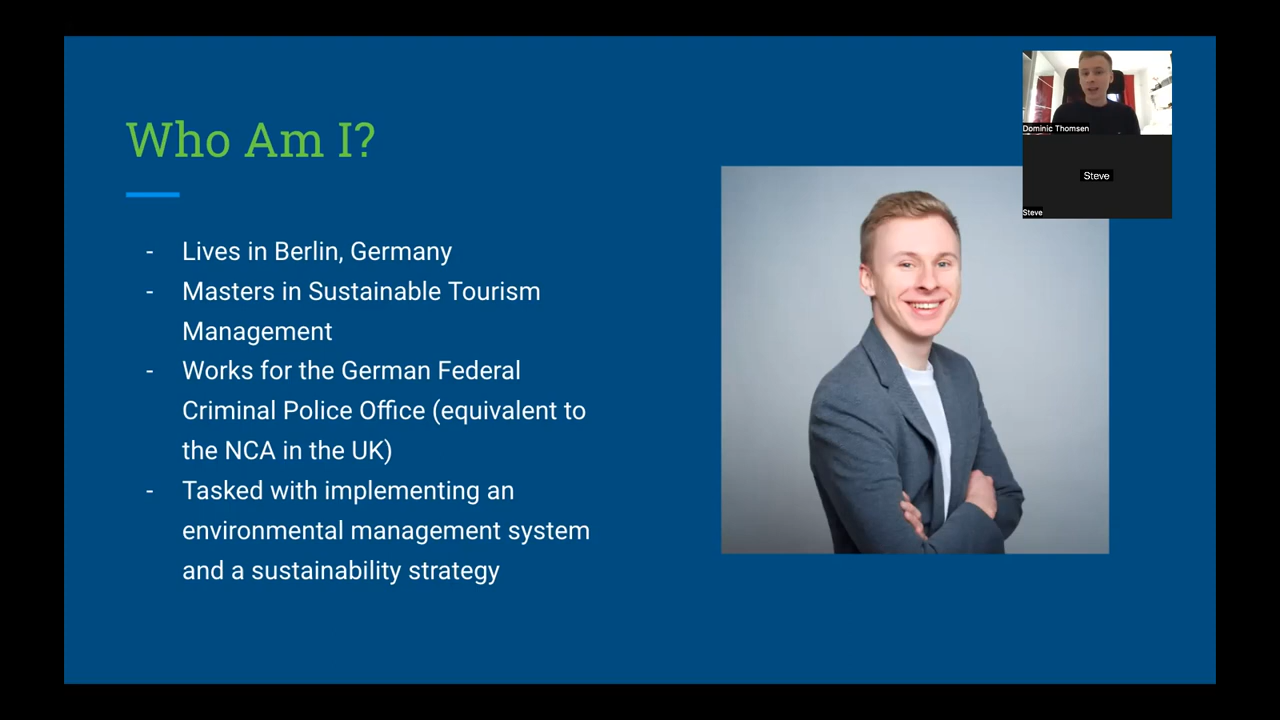 Who Am I?
- Lives in Berlin, Germany
- Masters in Sustainable Tourism
Management
- Works for the German Federal
Criminal Police Office (equivalent to
the NCA in the UK)
- Tasked with implementing an
environmental management system
and a sustainability strategy
Dominic Thomsen
Steve
Steve